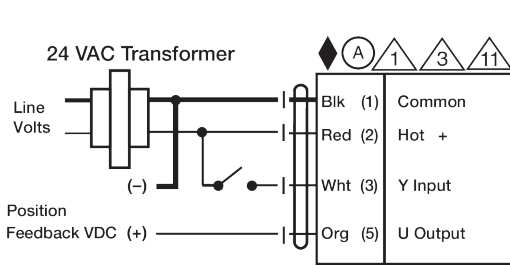 24 VAC Transformer
A 1 3 11
Line
Volts
Blk (1) Common
Red (2) Hot +
(–)
Wht (3) Y Input
Position
Feedback VDC (+)
Org (5) U Output